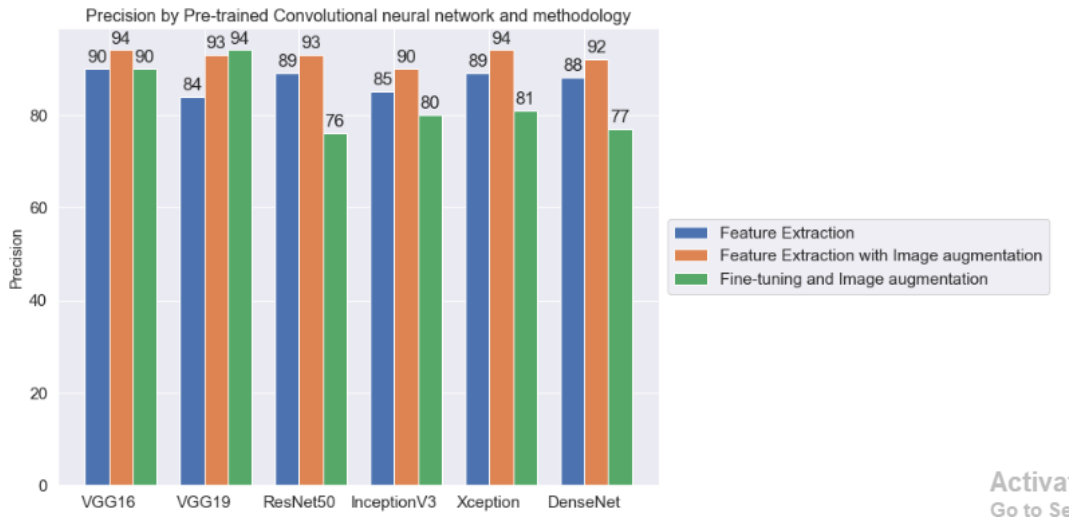 Precision by Pre-trained Convolutional neural network and methodology
90 94 90 84 93 94 89 93 76 85 90 80 89 94 81 88 92 77
Precision
80
60
40
20
0
VGG16 VGG19 ResNet50 InceptionV3 Xception DenseNet
Feature Extraction
Feature Extraction with Image augmentation
Fine-tuning and Image augmentation
Activat
Go to Se